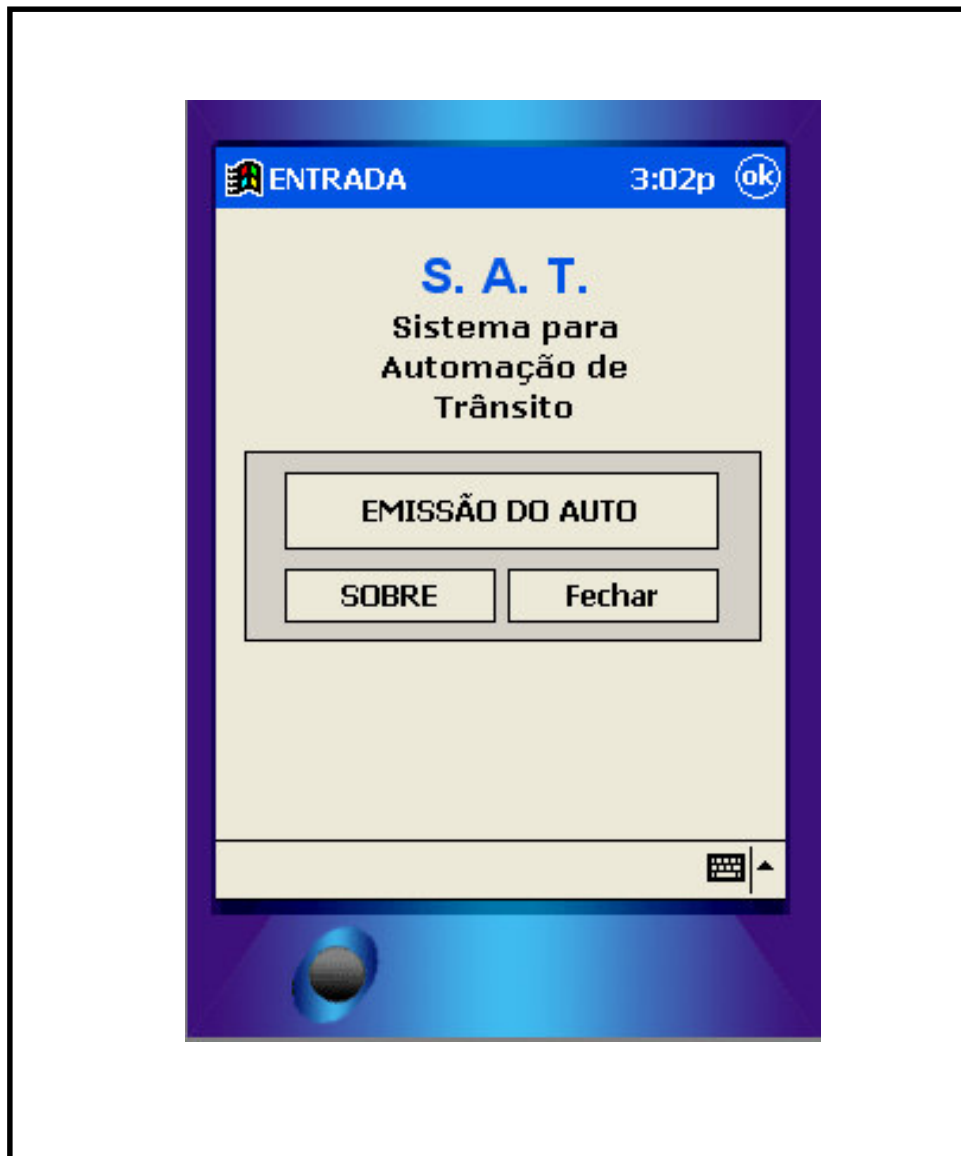 ENTRADA 3:02p ok
S. A. T.
Sistema para
Automação de
Trânsito
EMISSÃO DO AUTO
SOBRE Fechar